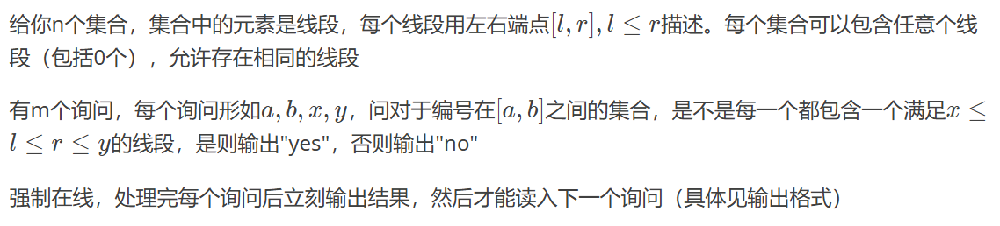 给你n个集合，集合中的元素是线段，每个线段用左右端点[l, r], l ≤ r描述。每个集合可以包含任意个线
段（包括0个），允许存在相同的线段
有m个询问，每个询问形如a, b, x, y，问对于编号在[a, b]之间的集合，是不是每一个都包含一个满足x ≤
l ≤ r ≤ y的线段，是则输出"yes"，否则输出"no"
强制在线，处理完每个询问后立刻输出结果，然后才能读入下一个询问（具体见输出格式）